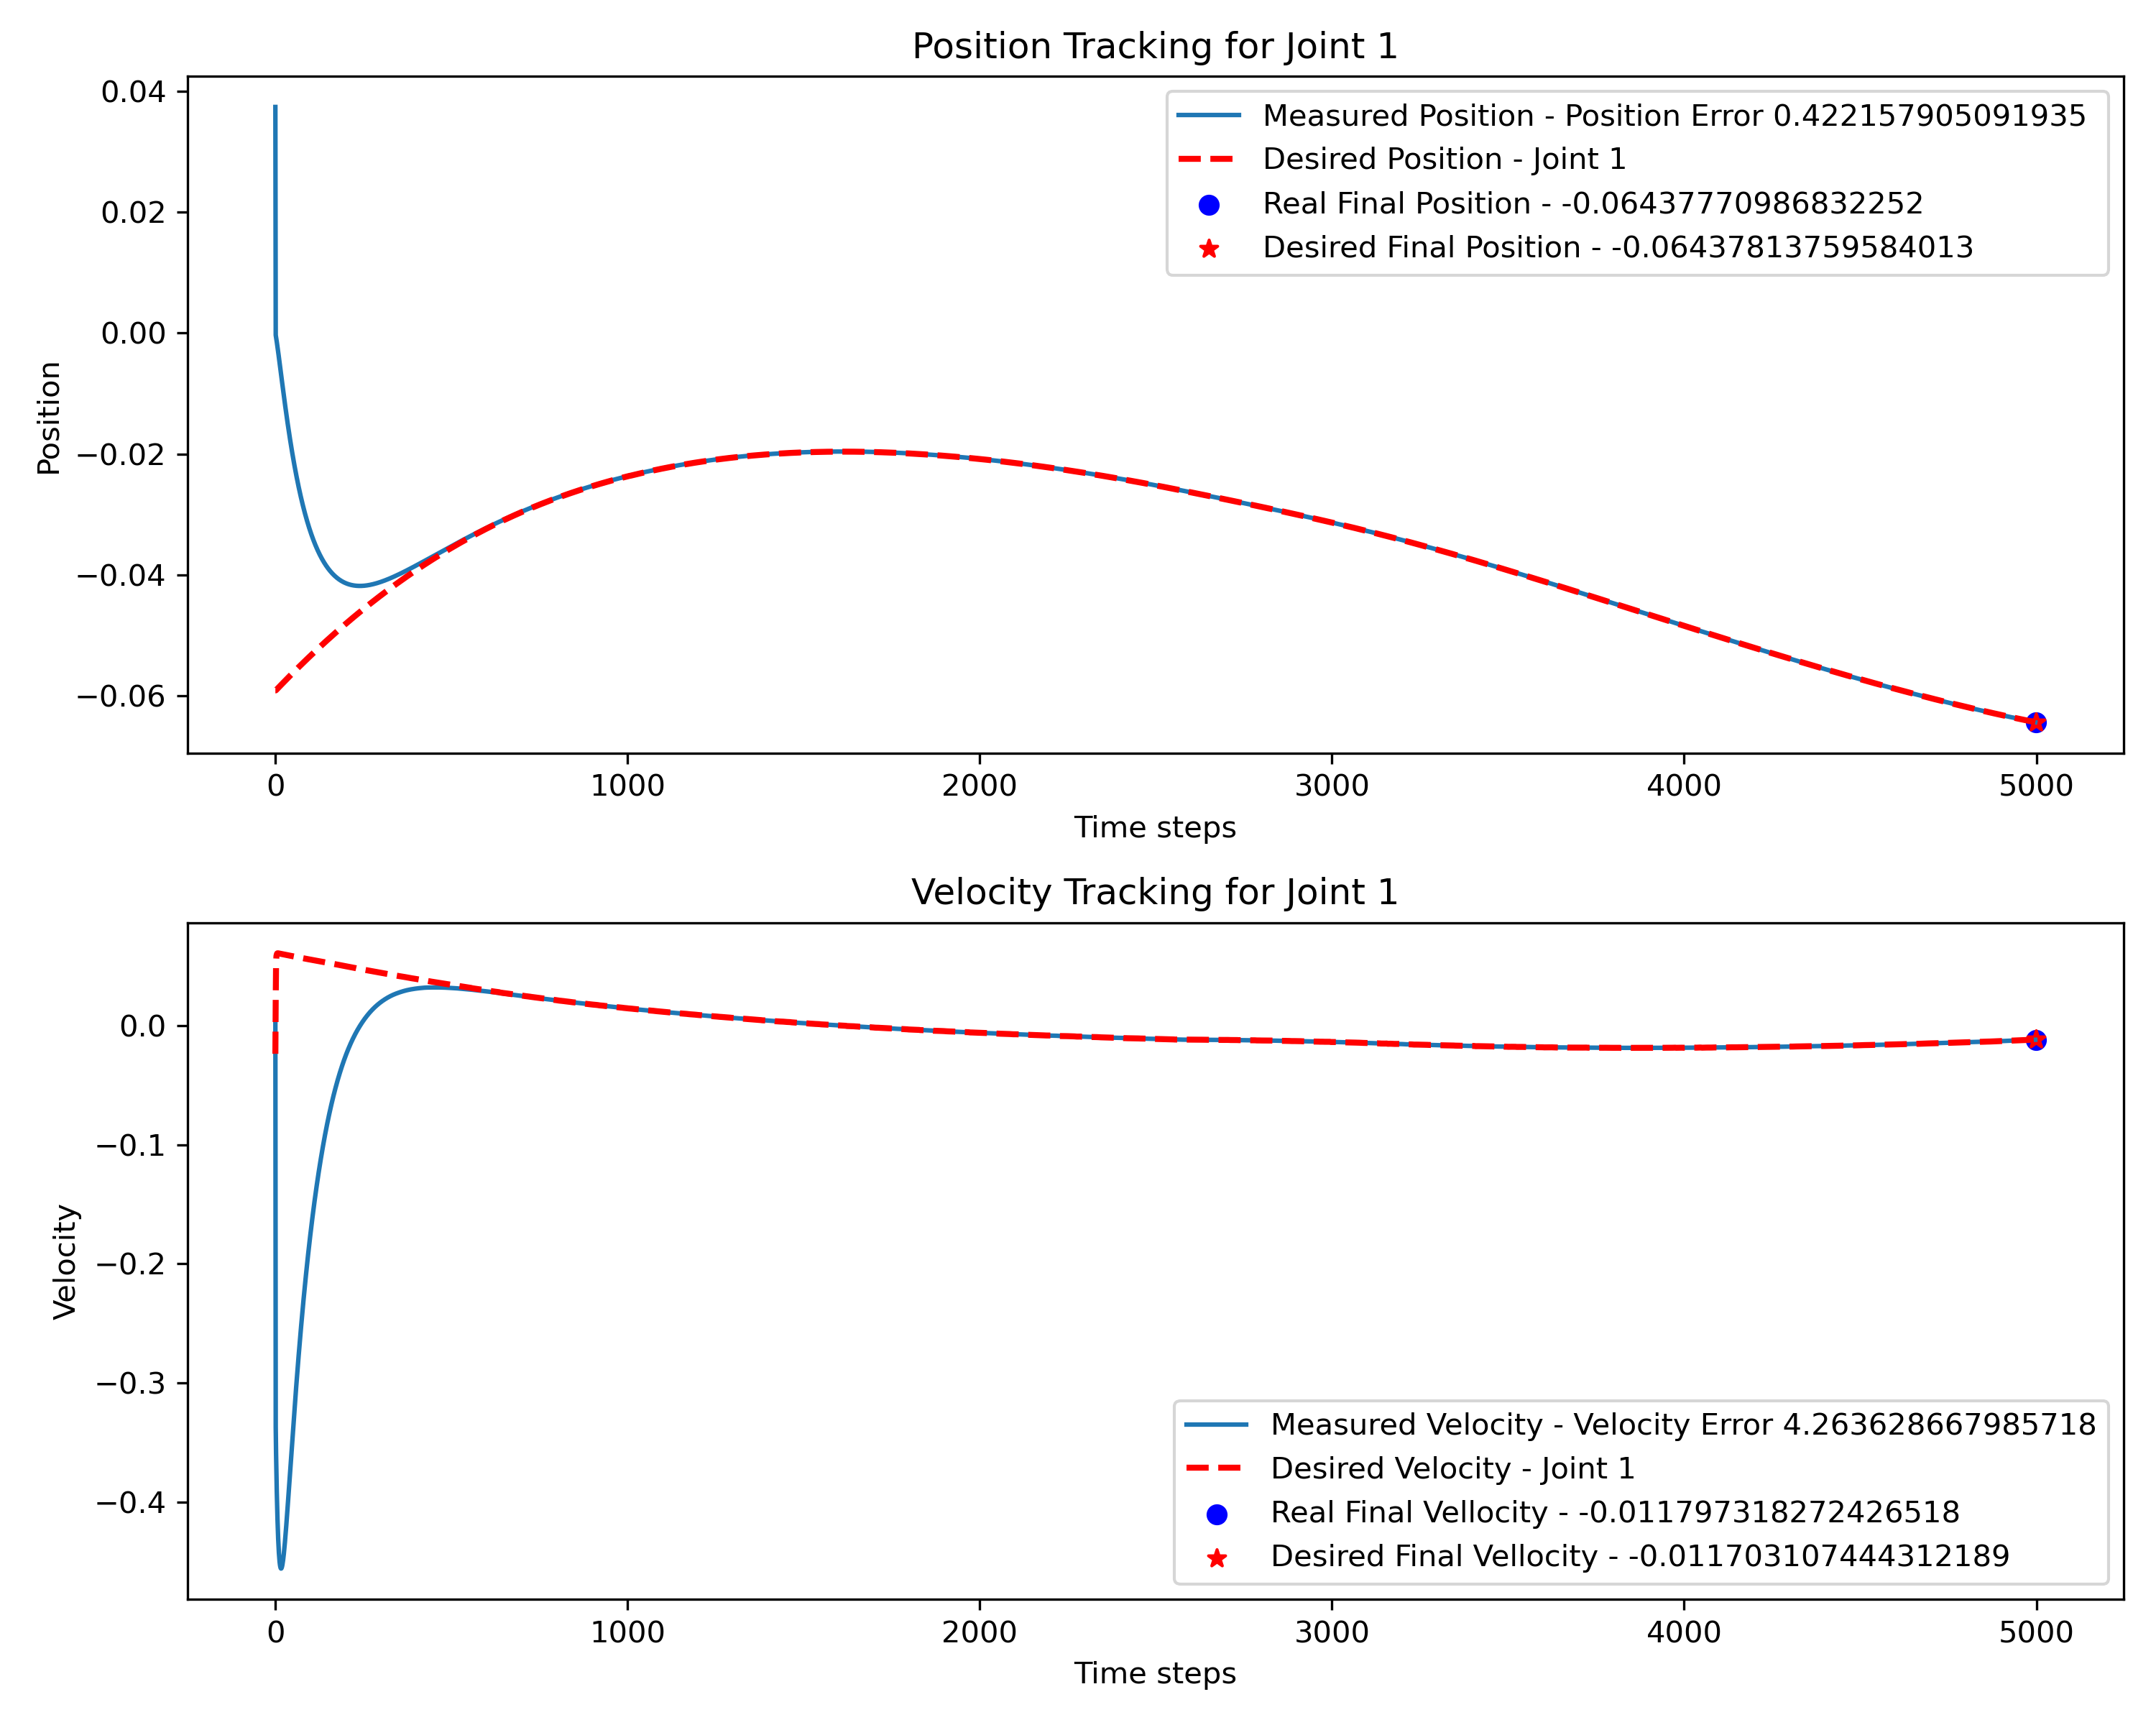 Position Tracking for Joint 1
0.04
0.02
0.00
−0.02
−0.04
−0.06
Position
Measured Position - Position Error 0.422157905091935
Desired Position - Joint 1
Real Final Position - -0.06437770986832252
Desired Final Position - -0.06437813759584013
0 1000 2000 3000 4000 5000
Time steps
Velocity Tracking for Joint 1
0.0
−0.1
−0.2
−0.3
−0.4
Velocity
Measured Velocity - Velocity Error 4.263628667985718
Desired Velocity - Joint 1
Real Final Vellocity - -0.011797318272426518
Desired Final Vellocity - -0.011703107444312189
0 1000 2000 3000 4000 5000
Time steps